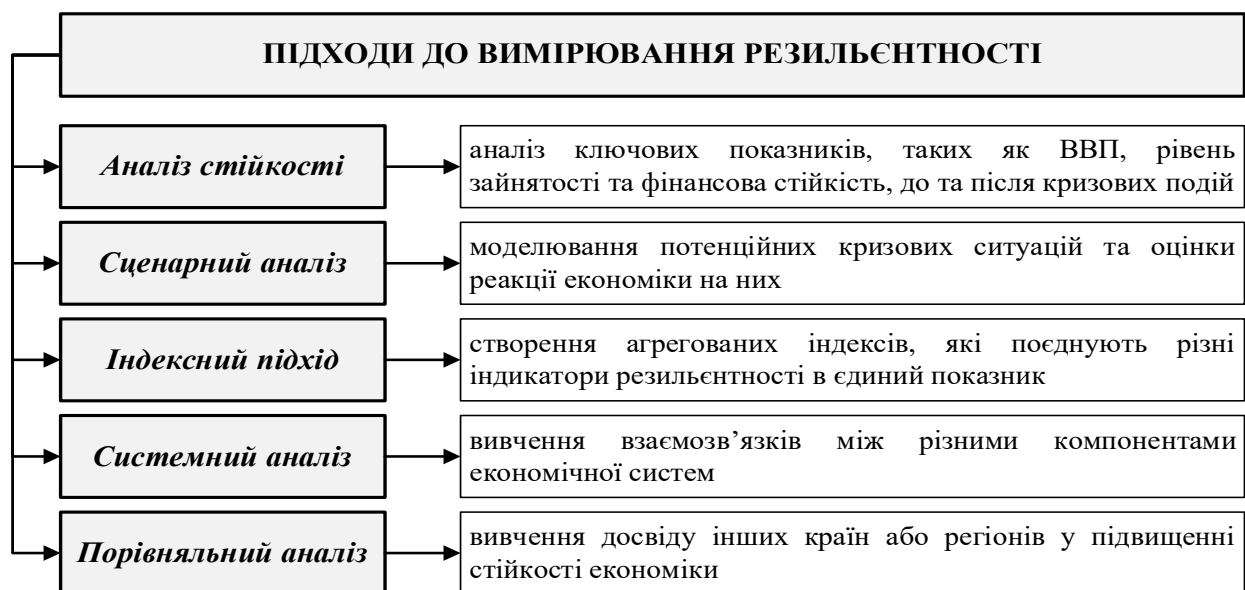 ПІДХОДИ ДО ВИМІРЮВАННЯ РЕЗИЛЬЄНТНОСТІ
Аналіз стійкості
аналіз ключових показників, таких як ВВП, рівень
зайнятості та фінансова стійкість, до та після кризових подій
Сценарний аналіз
моделювання потенційних кризових ситуацій та оцінки
реакції економіки на них
Індексний підхід
створення агрегованих індексів, які поєднують різні
індикатори резильєнтності в єдиний показник
Системний аналіз
вивчення взаємозв’язків між різними компонентами
економічної систем
Порівняльний аналіз
вивчення досвіду інших країн або регіонів у підвищенні
стійкості економіки